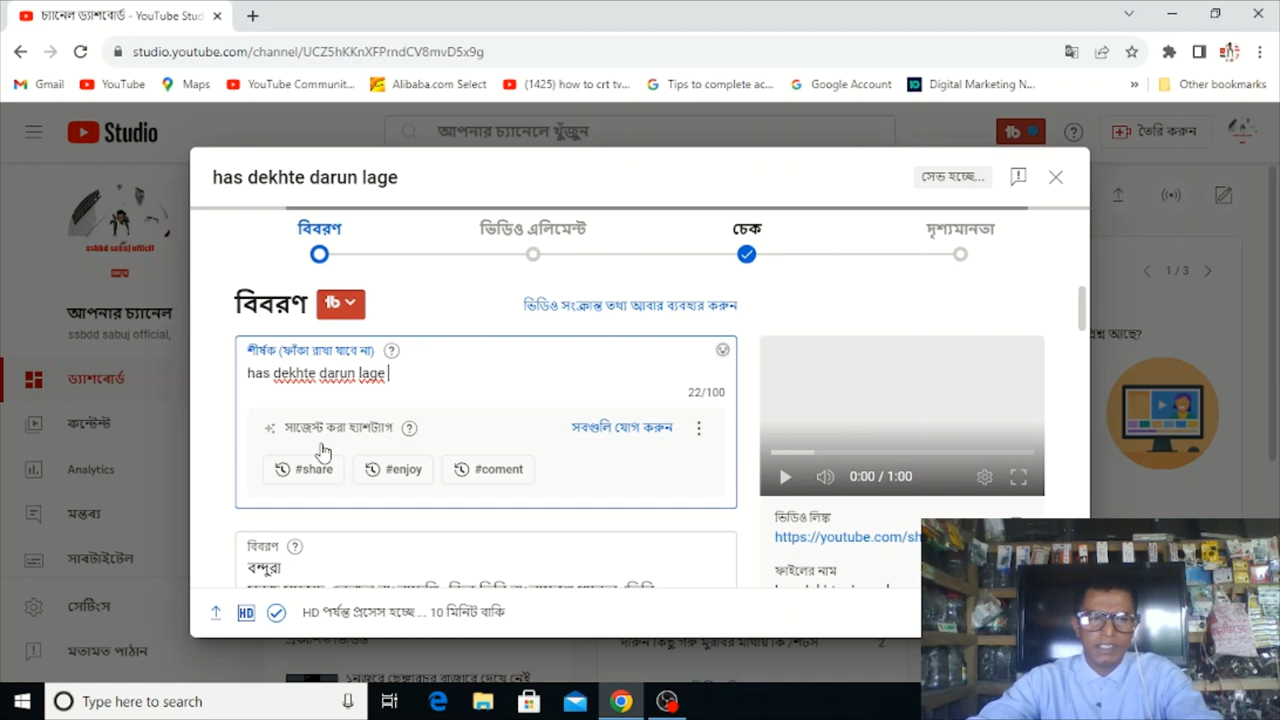 চ্যানেল ড্যাশবোর্ড - YouTube Stud
studio.youtube.com/channel/UCZ5hKKnXFPrndCV8mvD5x9g
Gmail YouTube Maps YouTube Communit... Alibaba.com Select (1425) how to crt tv... Tips to complete ac... Google Account Digital Marketing N... » Other bookmarks
Studio
আপনার চ্যানেলে খুঁজুন
তৈরি করুন
has dekhte darun lage
সেভ হচ্ছে...
বিবরণ ভিডিও এলিমেন্ট চেক দৃশ্যমানতা
বিবরণ
ভিডিও সংক্রান্ত তথ্য আবার ব্যবহার করুন
শীর্ষক (ফাঁকা রাখা যাবে না)
has dekhte darun lage
22/100
সাজেস্ট করা হ্যাশট্যাগ
সবগুলি যোগ করুন
#share #enjoy #coment
বিবরণ
বন্দুরা
0:00 / 1:00
ভিডিও লিঙ্ক
https://youtube.com/sh
ফাইলের নাম
HD
HD পর্যন্ত প্রসেস হচ্ছে ... 10 মিনিট বাকি
ssbdd sabuj officil
আপনার চ্যানেল
ssbdd sabuj official,
ড্যাশবোর্ড
কন্টেন্ট
Analytics
মন্তব্য
সাবটাইটেল
সেটিংস
মতামত পাঠান
1 / 3
আছে?
2
Type here to search